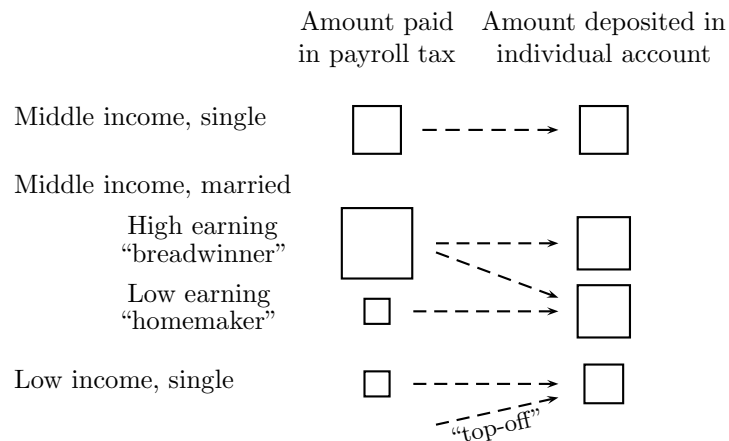 Amount paid in payroll tax
Amount deposited in individual account
Middle income, single
Middle income, married
High earning
“breadwinner”
Low earning
“homemaker”
Low income, single
“top-off”